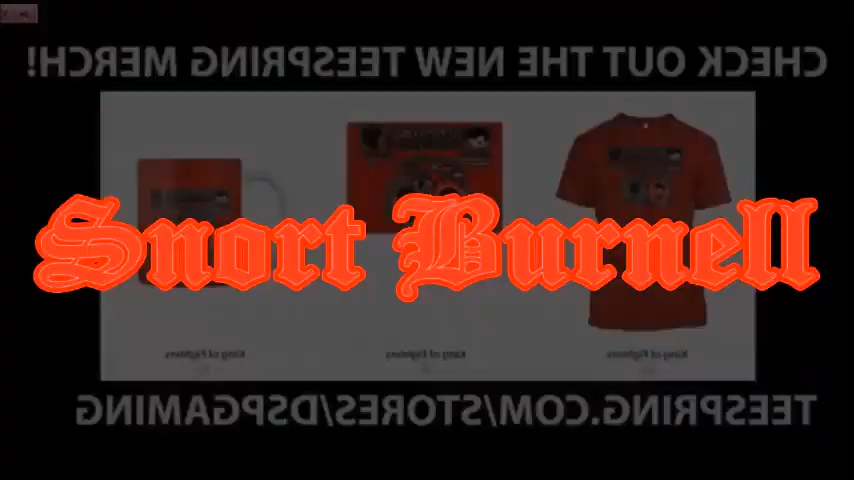 CHECK OUT THE NEW TEESPRING MERCH!
Snort Burnell
King of Fighters King of Fighters King of Fighters
TEESPRING.COM/STORES/DSPGAMING